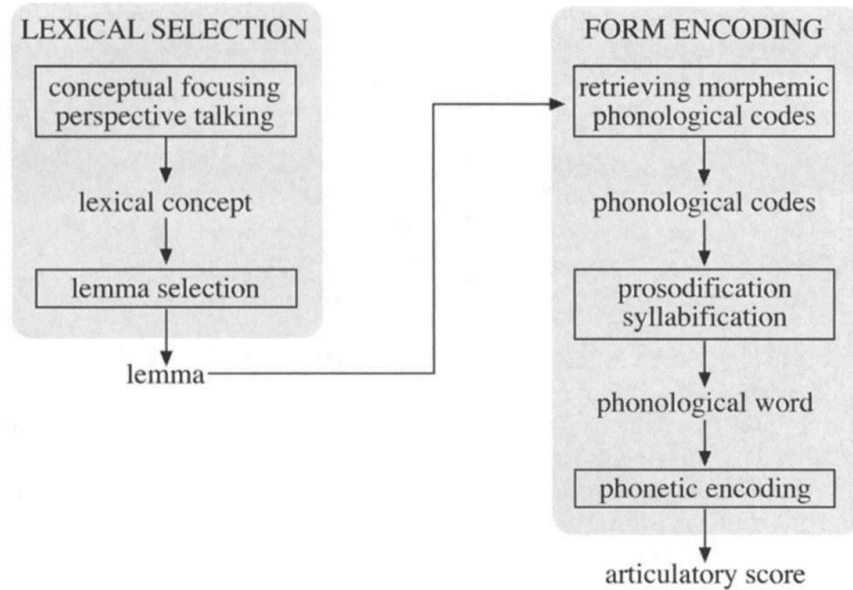 LEXICAL SELECTION
conceptual focusing
perspective talking
lexical concept
lemma selection
lemma
FORM ENCODING
retrieving morphemic
phonological codes
phonological codes
prosodification
syllabification
phonological word
phonetic encoding
articulatory score